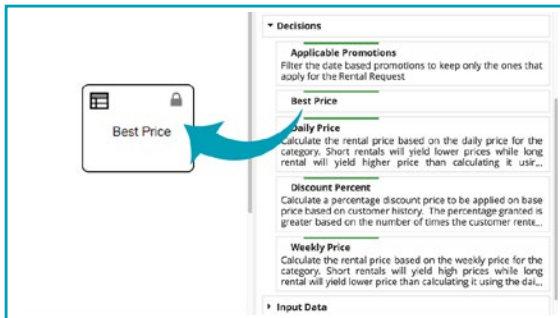 Decisions
Applicable Promotions
Filter the date based promotions to keep only the ones that
apply for the Rental Request
Best Price
Best Price
Daily Price
Calculate the rental price based on the daily price for the
category. Short rentals will yield lower prices while long
rental will yield higher price than calculating it usir...
Discount Percent
Calculate a percentage discount price to be applied on base
price based on customer history. The percentage granted is
greater based on the number of times the customer rente...
Weekly Price
Calculate the rental price based on the weekly price for the
category. Short rentals will yield high prices while long
rental will yield lower price than calculating it using the dai...
Input Data